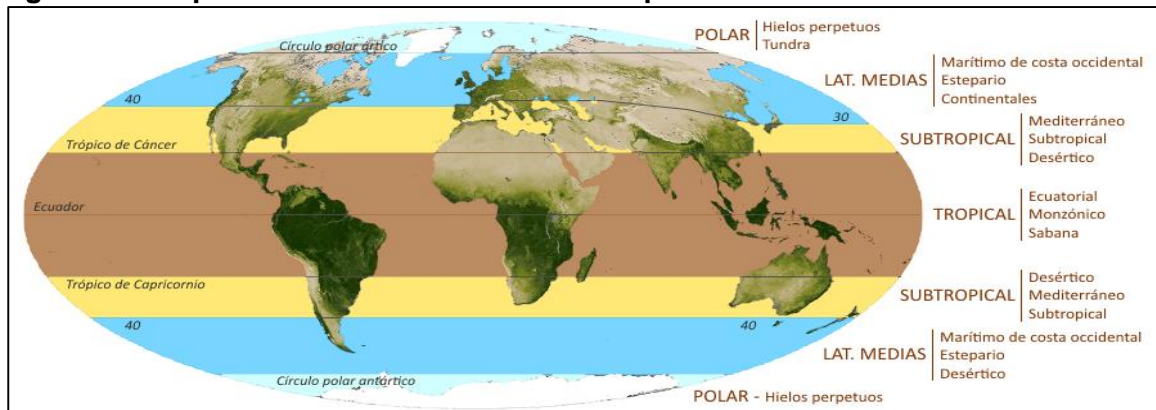 Círculo polar ártico
POLAR
Hielos perpetuos
Tundra
LAT. MEDIAS
Marítimo de costa occidental
Estepario
Continentales
40
30
Trópico de Cáncer
SUBTROPICAL
Mediterráneo
Subtropical
Desértico
Ecuador
TROPICAL
Ecuatorial
Monzónico
Sabana
Trópico de Capricornio
SUBTROPICAL
Desértico
Mediterráneo
Subtropical
40
40
LAT. MEDIAS
Marítimo de costa occidental
Estepario
Desértico
Círculo polar antártico
POLAR - Hielos perpetuos